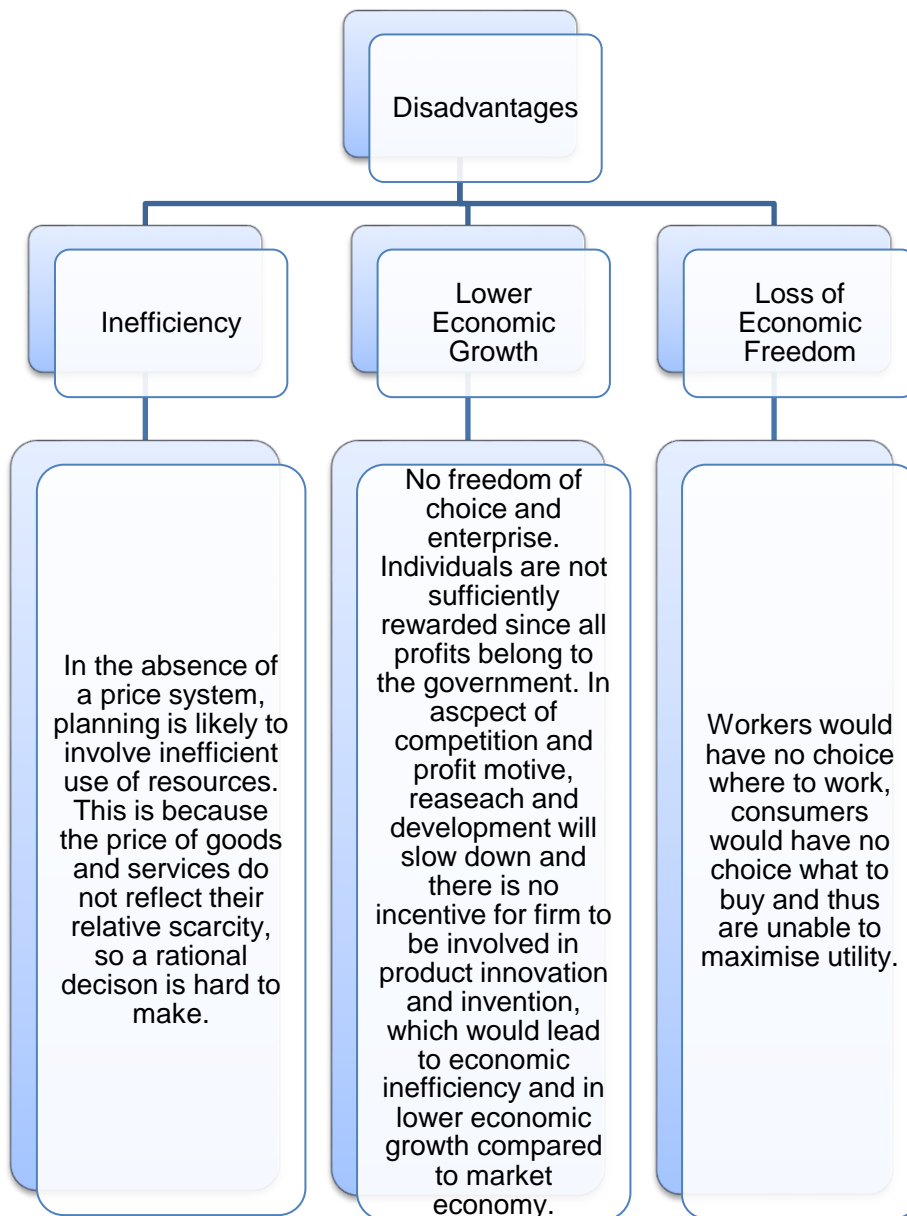 Disadvantages
Inefficiency
Lower
Economic
Growth
Loss of
Economic
Freedom
In the absence of
a price system,
planning is likely to
involve inefficient
use of resources.
This is because
the price of goods
and services do
not reflect their
relative scarcity,
so a rational
decison is hard to
make.
No freedom of
choice and
enterprise.
Individuals are not
sufficiently
rewarded since all
profits belong to
the government. In
ascpect of
competition and
profit motive,
reaseach and
development will
slow down and
there is no
incentive for firm to
be involved in
product innovation
and invention,
which would lead
to economic
inefficiency and in
lower economic
growth compared
to market
economy.
Workers would
have no choice
where to work,
consumers
would have no
choice what to
buy and thus
are unable to
maximise utility.